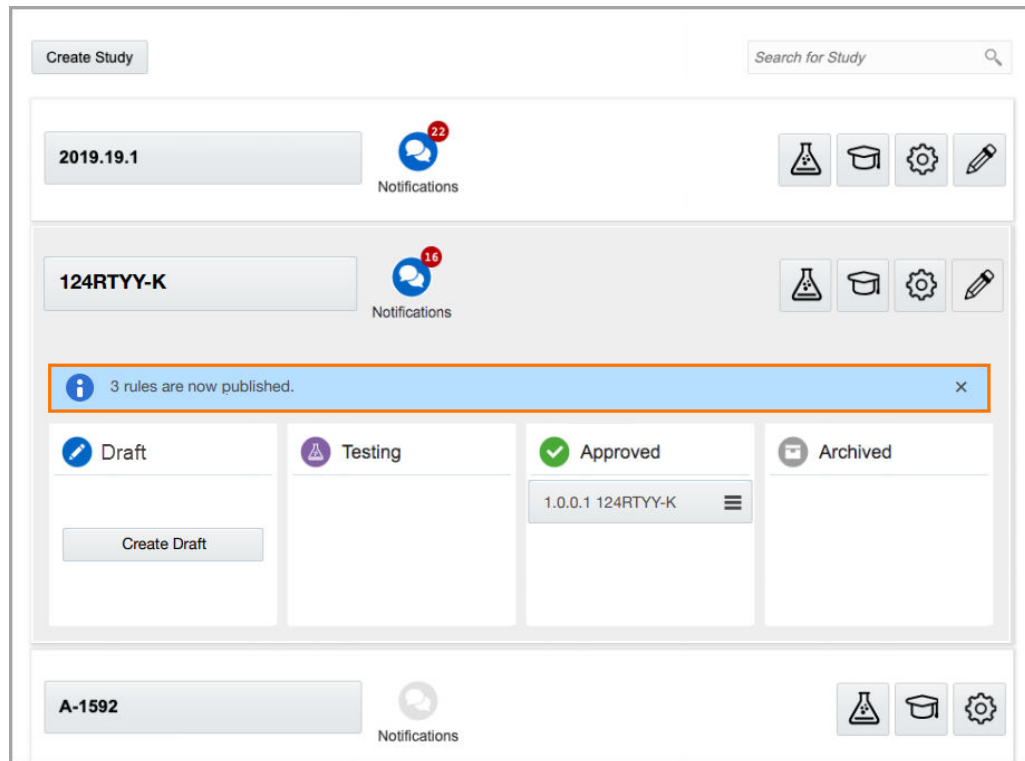 Create Study
Search for Study
2019.19.1
22
Notifications
124RTYY-K
16
Notifications
3 rules are now published.
Draft
Testing
Approved
Archived
1.0.0.1 124RTYY-K
Create Draft
A-1592
Notifications